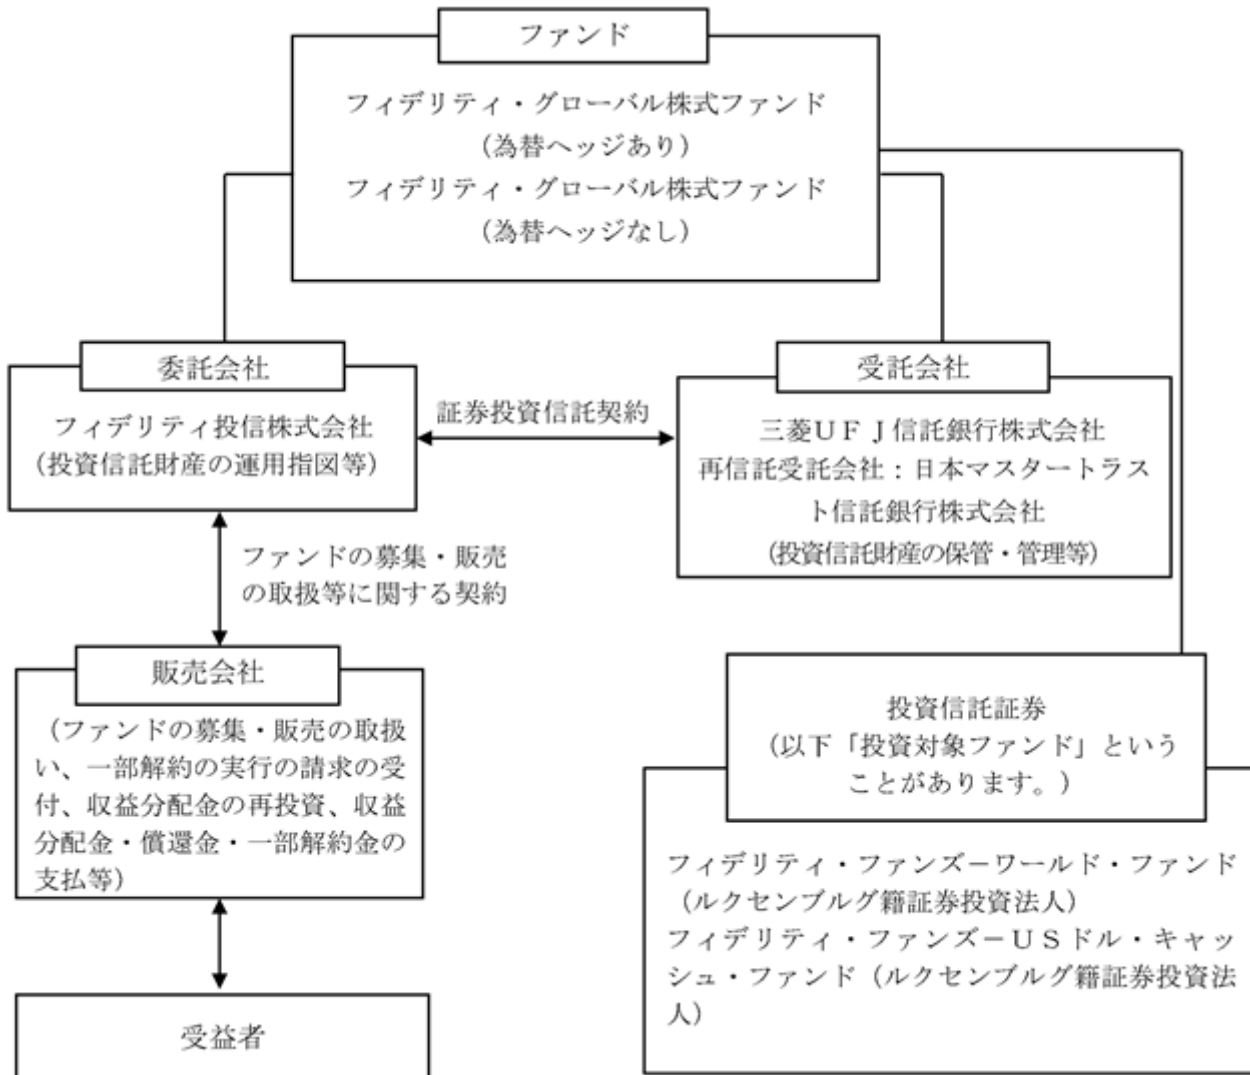 ファンド
フィデリティ・グローバル株式ファンド
(為替ヘッジあり)
フィデリティ・グローバル株式ファンド
(為替ヘッジなし)
委託会社
フィデリティ投信株式会社
(投資信託財産の運用指図等)
証券投資信託契約
受託会社
三菱UFJ信託銀行株式会社
再信託受託会社:日本マスタートラス
ト信託銀行株式会社
(投資信託財産の保管・管理等)
ファンドの募集・販売
の取扱等に関する契約
販売会社
(ファンドの募集・販売の取扱
い、一部解約の実行の請求の受
付、収益分配金の再投資、収益
分配金・償還金・一部解約金の
支払等)
投資信託証券
(以下「投資対象ファンド」という
ことがあります。)
フィデリティ・ファンズ-ワールド・ファンド
(ルクセンブルグ籍証券投資法人)
フィデリティ・ファンズ-USドル・キャッ
シュ・ファンド(ルクセンブルグ籍証券投資法
人)
受益者